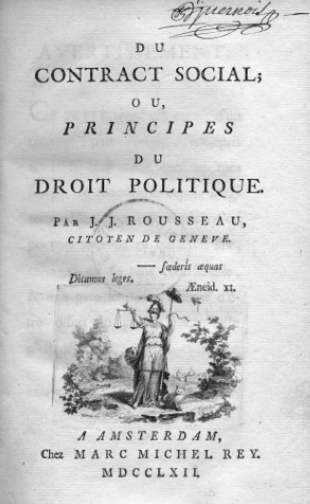 D'ivernois
DU
CONTRACT SOCIAL;
OU,
PRINCIPES
DU
DROIT POLITIQUE.
PAR J. J. ROUSSEAU,
CITOYEN DE GENEVE.
— fœderis æquas
Dicamus leges. Æneid. XI.
A AMSTERDAM,
Chez MARC MICHEL REY.
MDCCLXII.